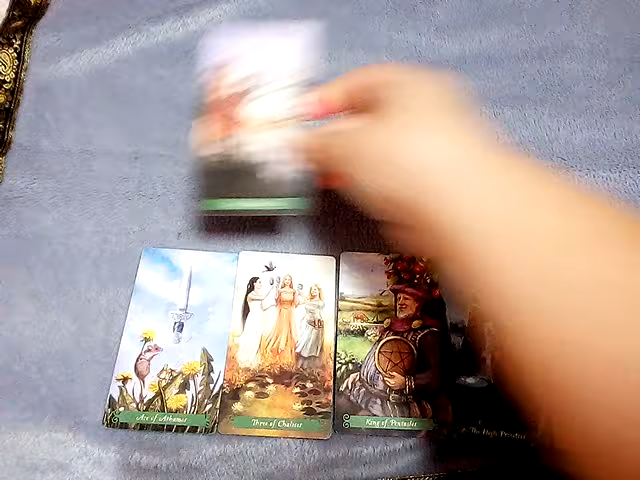 Ace of Athames
Three of Chalices
King of Pentacles
The High Priestess